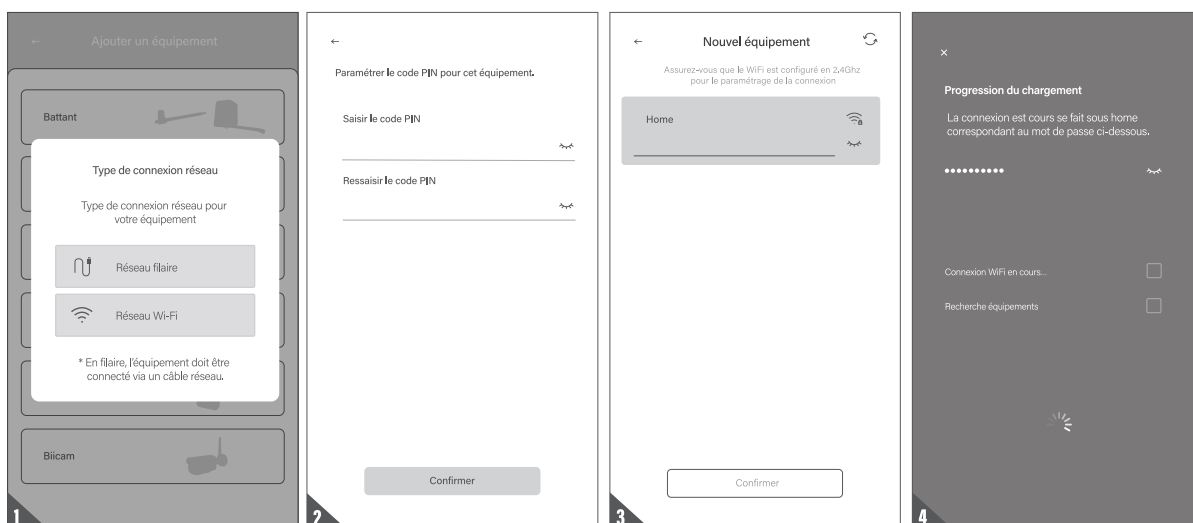 ← Ajouter un équipement
Battant
Type de connexion réseau
Type de connexion réseau pour
votre équipement
Réseau filaire
Réseau Wi-Fi
* En filaire, l'équipement doit être
connecté via un câble réseau.
Biicam
1
←
Paramétrer le code PIN pour cet équipement.
Saisir le code PIN
Ressaisir le code PIN
Confirmer
2
← Nouvel équipement
Assurez-vous que le WiFi est configuré en 2,4Ghz
pour le paramétrage de la connexion
Home
Confirmer
3
×
Progression du chargement
La connexion est cours se fait sous home
correspondant au mot de passe ci-dessous.
••••••••••
Connexion WiFi en cours...
Recherche équipements
4